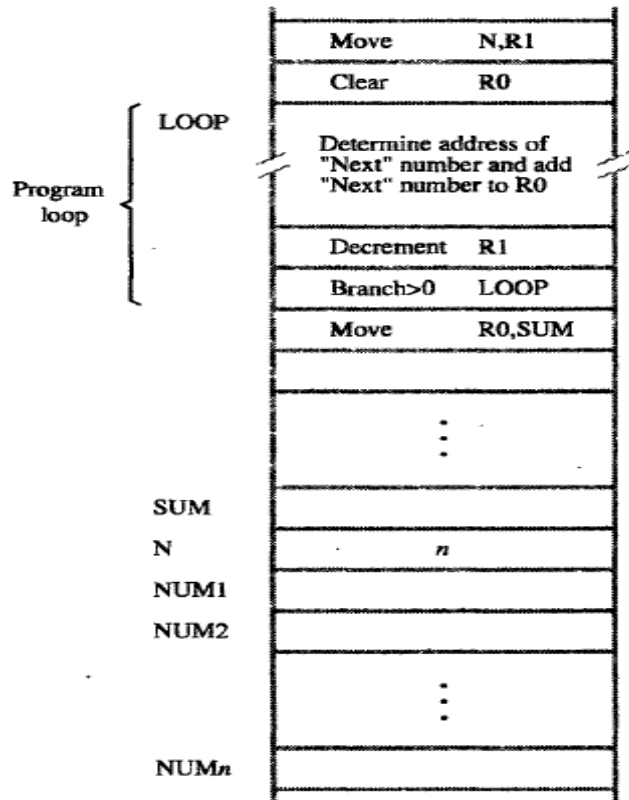 Move N,R1
Clear R0
LOOP
Determine address of
"Next" number and add
"Next" number to R0
Program
loop
Decrement R1
Branch>0 LOOP
Move R0,SUM
SUM
N n
NUM1
NUM2
NUMn